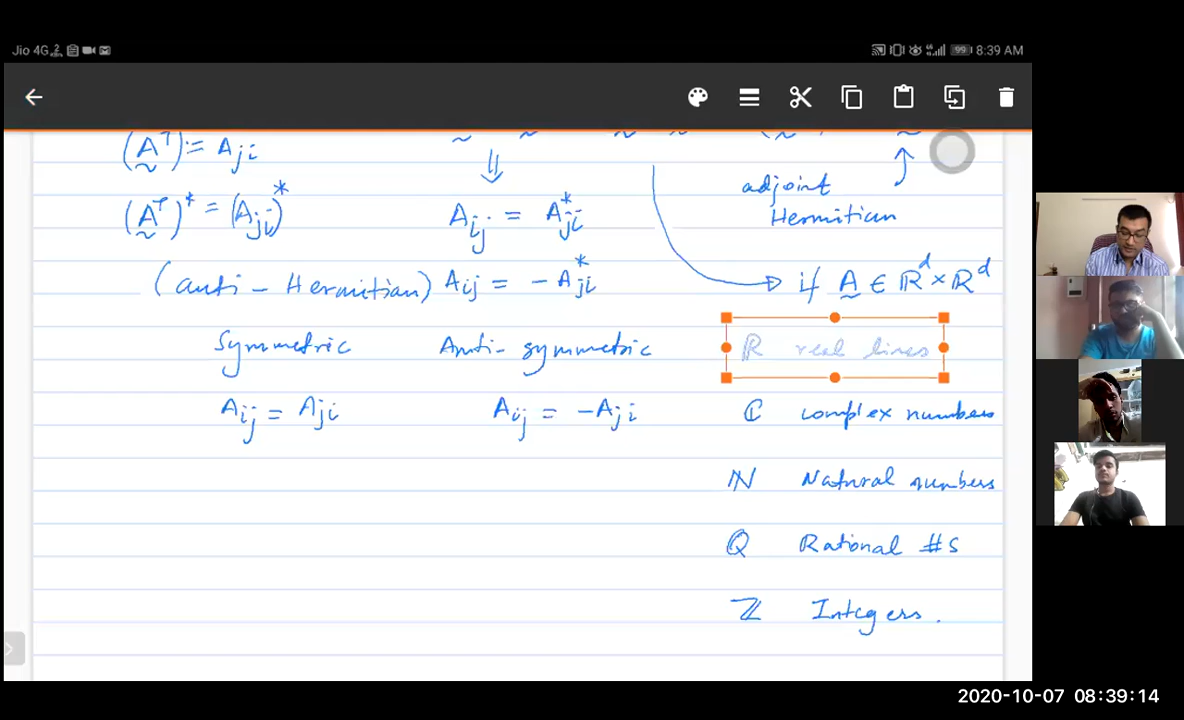 Jio 4G 8:39 AM
99
(A^T) = A_ji
(A^T)^* = (A_ji)^*
A_ij = A^*_ji
adjoint
Hermitian
(anti-Hermitian) A_ij = -A^*_ji
if A ∈ ℝ^d × ℝ^d
Symmetric Anti-symmetric
ℝ real lines
A_ij = A_ji A_ij = -A_ji
ℂ complex numbers
ℕ Natural numbers
ℚ Rational #s
ℤ Integers.
2020-10-07 08:39:14